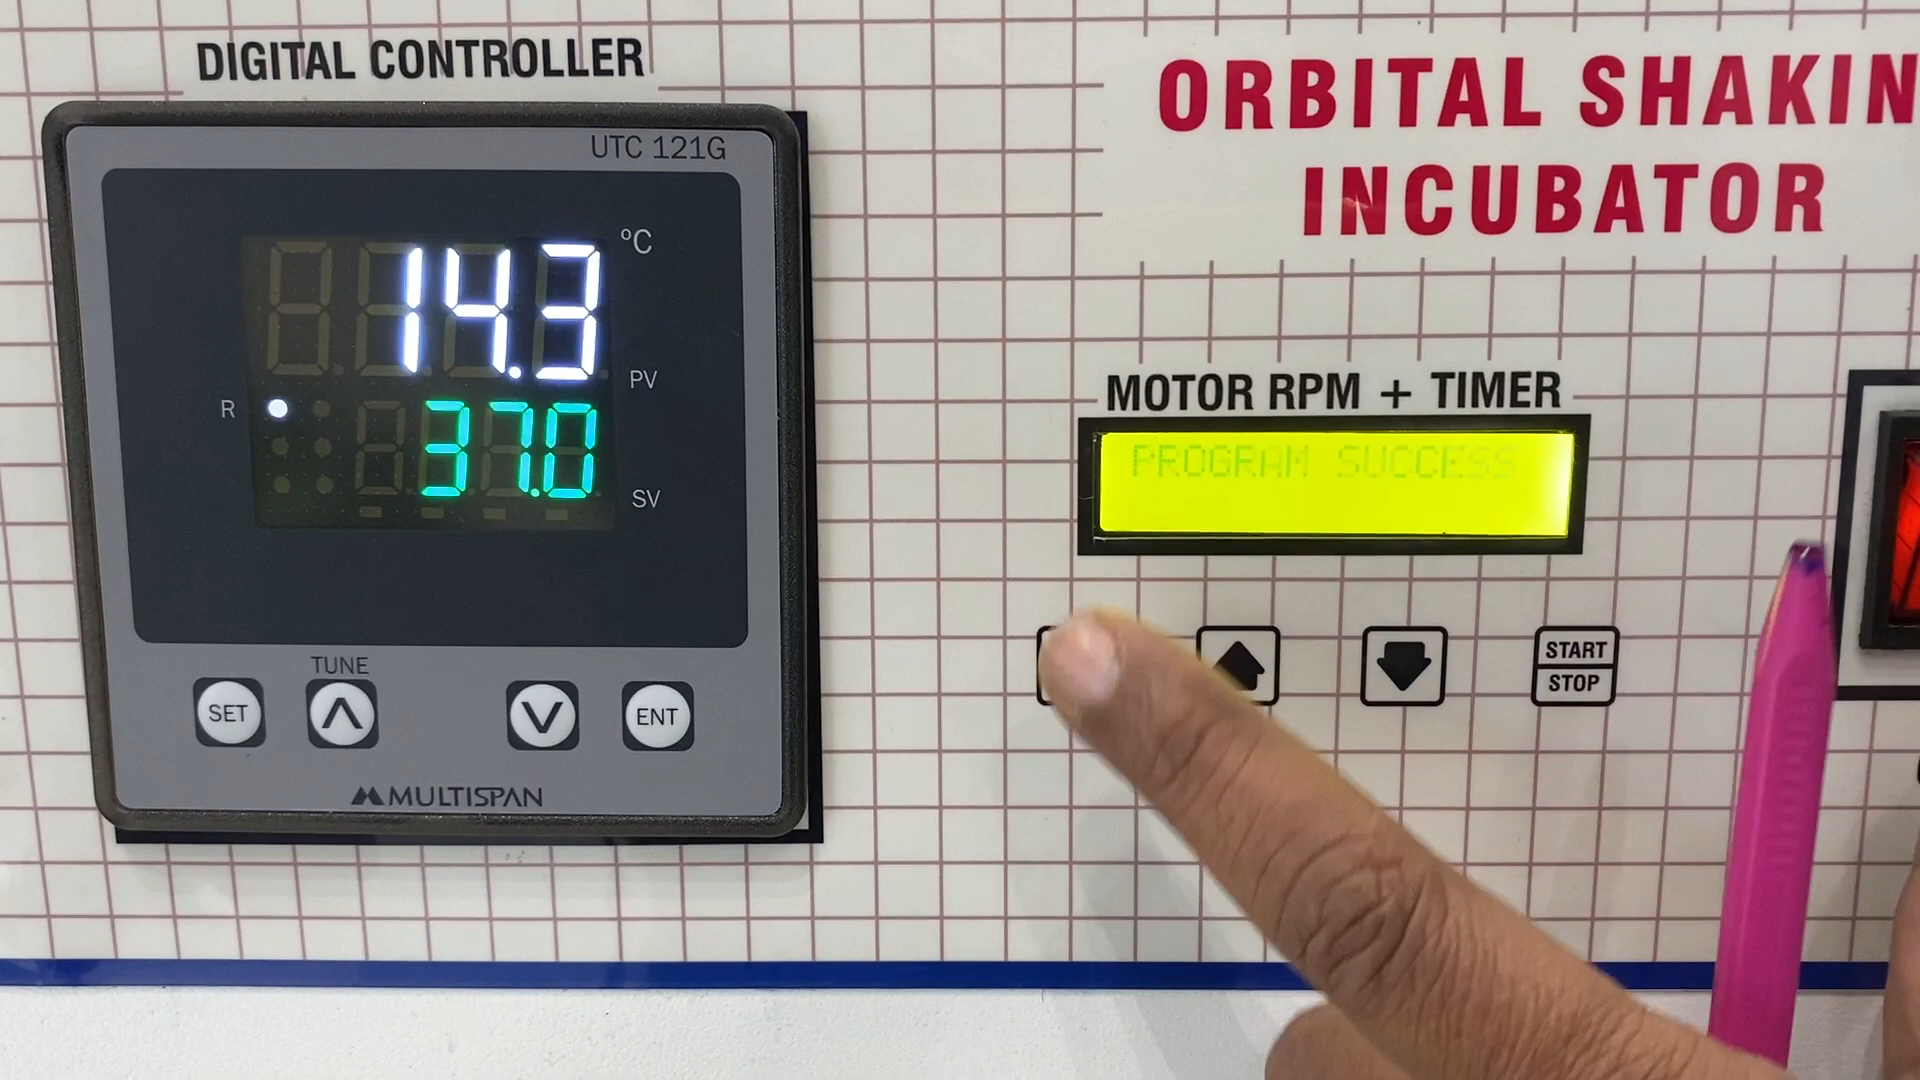 DIGITAL CONTROLLER
UTC 121G
14.3
°C
PV
R
37.0
SV
TUNE
SET
ENT
MULTISPAN
ORBITAL SHAKIN
INCUBATOR
MOTOR RPM + TIMER
PROGRAM SUCCESS
START
STOP